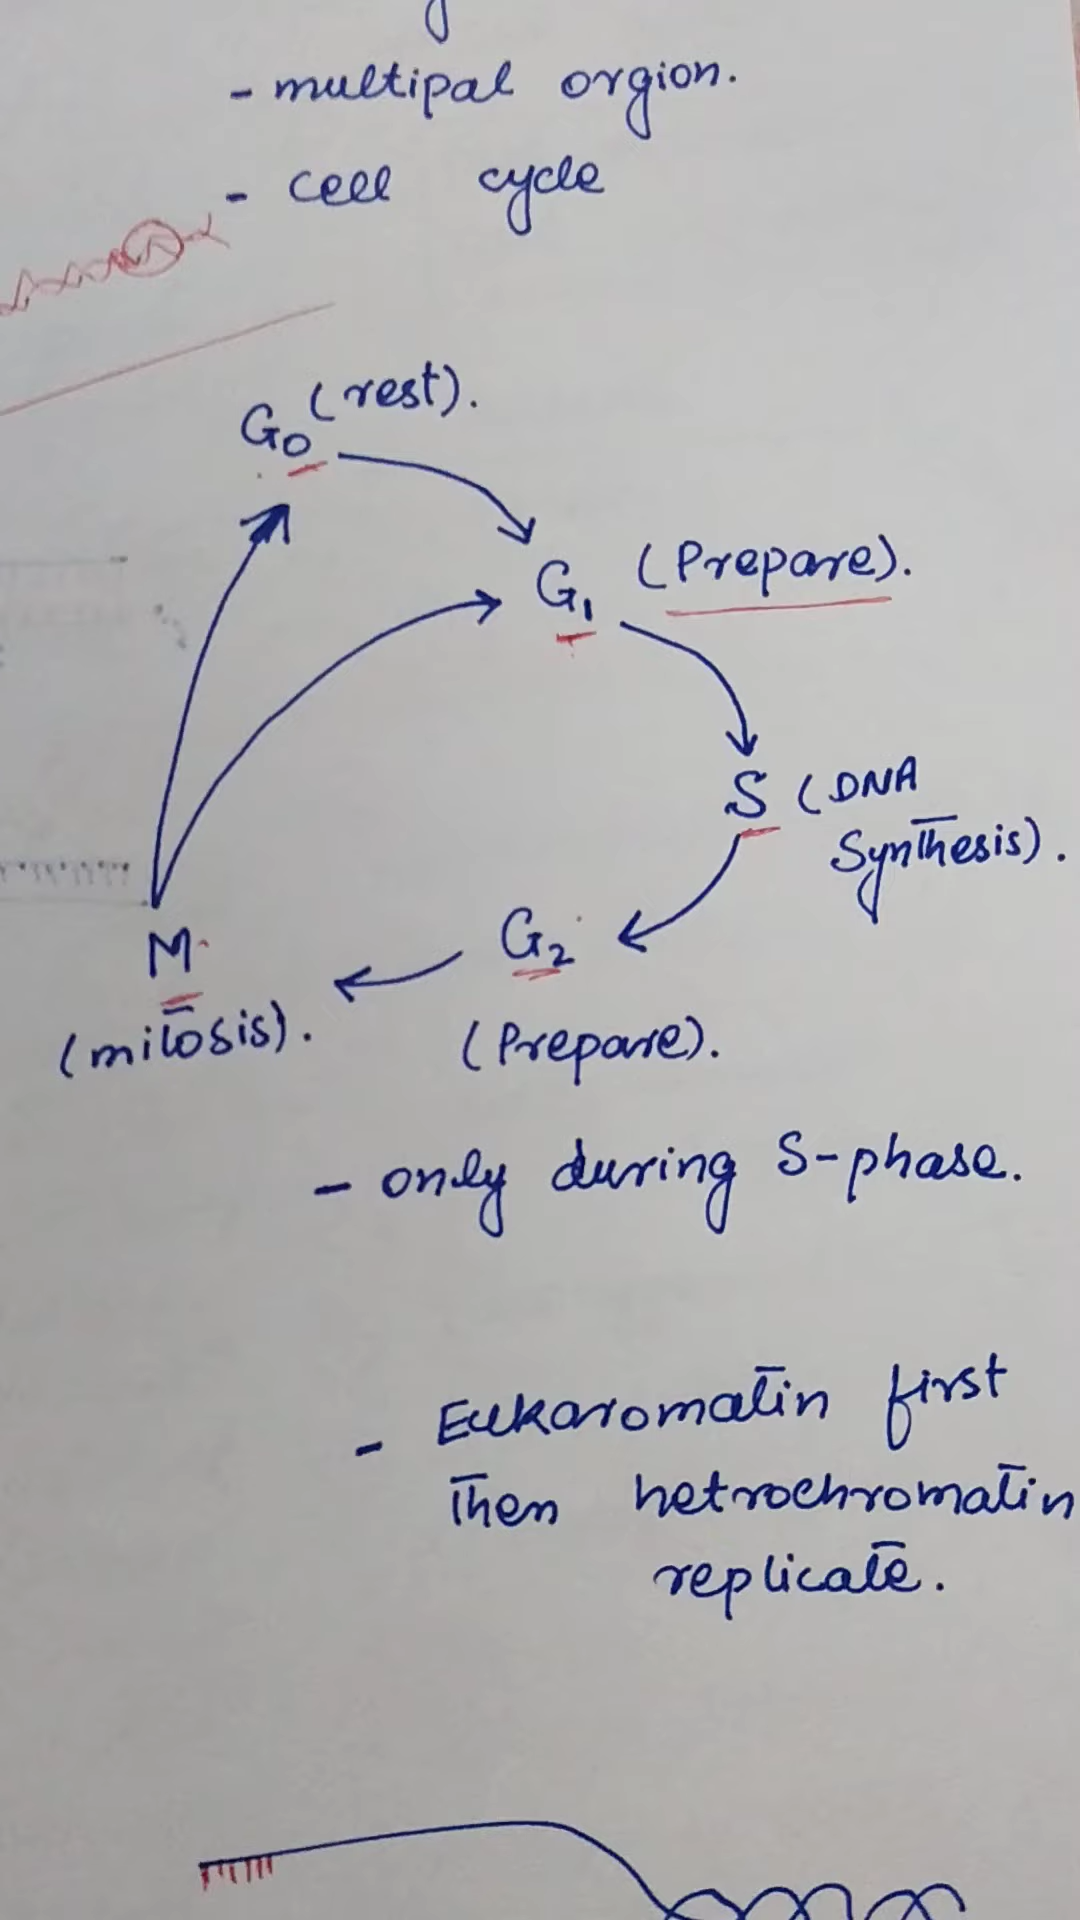 - multipal orgion.
- cell cycle
G0 (rest).
G1 (Prepare).
S (DNA
Synthesis).
G2
(Prepare).
M
(mitosis).
- only during S-phase.
- Eukaromatin first
then hetrochromatin
replicate.